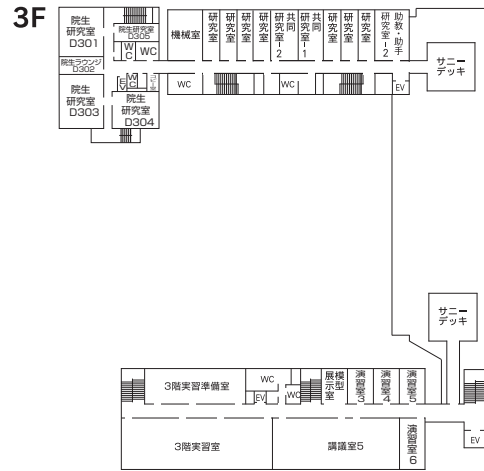 3F
院生
研究室
D301
院生研究室
D305
WC
WC
院生ラウンジ
D302
EV
WC
院生
研究室
D303
院生
研究室
D304
機械室
研究室
研究室
研究室
研究室
共同
研究室-2
共同
研究室-1
研究室
研究室
研究室
助教・助手
研究室-2
WC
WC
EV
サニー
デッキ
サニー
デッキ
3階実習準備室
WC
EV
WC
模型
展示室
演習室3
演習室4
演習室5
3階実習室
講議室5
演習室6
EV